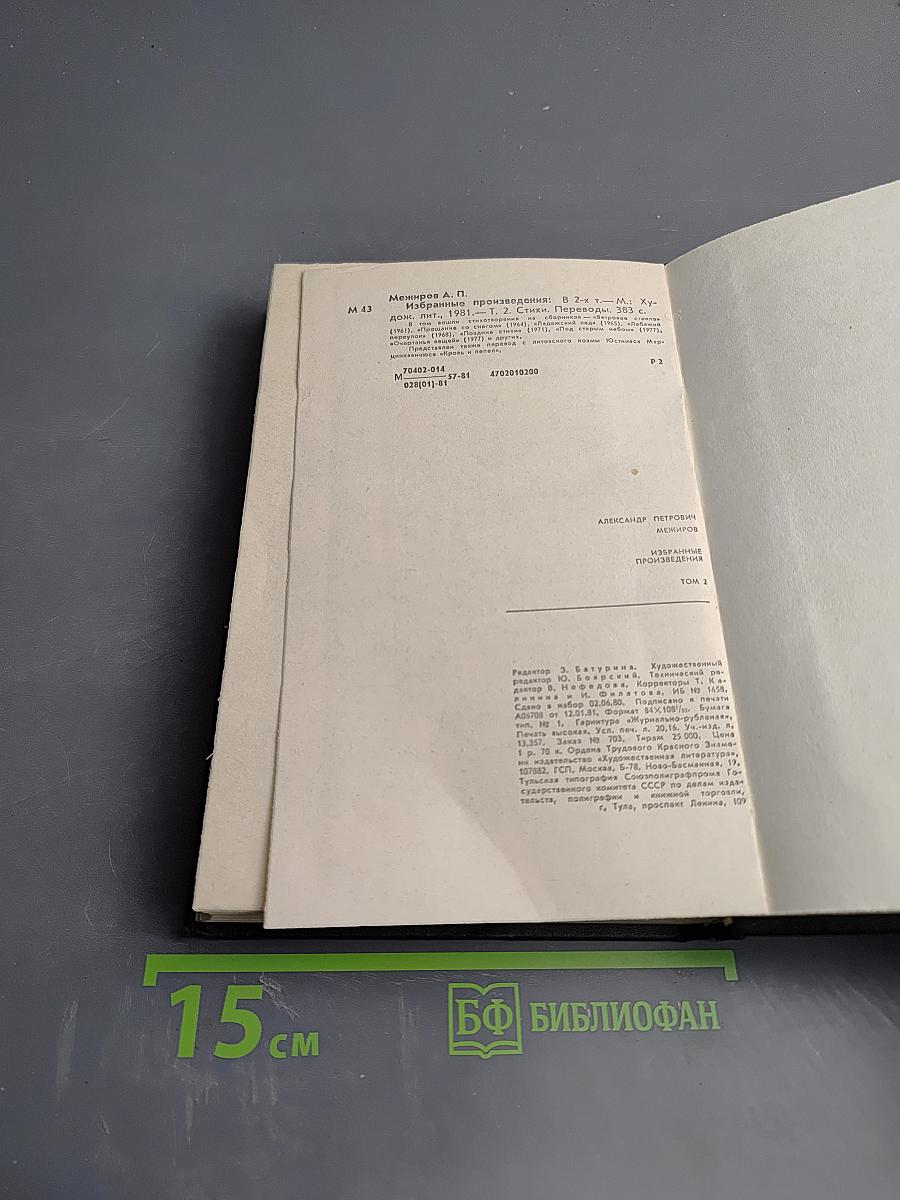 Межиров А. П.
М 43
Избранные произведения: В 2-х т.— М.: Ху-
дож. лит., 1981.— Т. 2. Стихи. Переводы. 383 с.
В том вошли стихотворения из сборников — «Ветровое стекло»
(1961), «Прощание со снегом» (1964), «Ладожский лед» (1965), «Лебяжий
переулок» (1968), «Поздние стихи» (1971), «Под старым небом» (1977),
«Очертанья вещей» (1977) и других.
Представлен также перевод с литовского поэмы Юстинаса Мар-
цинкявичюса «Кровь и пепел».
Р 2
М 70402-014 57-81 4702010200
028(01)-81
АЛЕКСАНДР ПЕТРОВИЧ
МЕЖИРОВ
ИЗБРАННЫЕ
ПРОИЗВЕДЕНИЯ
ТОМ 2
Редактор Э. Батурина. Художественный
редактор Ю. Боярский. Технический ре-
дактор В. Нефедова. Корректоры Т. Ка-
линина и И. Филатова. ИБ № 1658.
Сдано в набор 02.06.80. Подписано к печати
А06708 от 12.01.81. Формат 84×108¹/₃₂. Бумага
тип. № 1. Гарнитура «Журнально-рубленая».
Печать высокая. Усл. печ. л. 20,16. Уч.-изд. л.
13,357. Заказ № 703. Тираж 25 000. Цена
1 р. 70 к. Ордена Трудового Красного Знаме-
ни издательство «Художественная литература»,
107882, ГСП, Москва, Б-78, Ново-Басманная, 19.
Тульская типография Союзполиграфпрома Го-
сударственного комитета СССР по делам изда-
тельств, полиграфии и книжной торговли,
г. Тула, проспект Ленина, 109
15 см
БФ БИБЛИОФАН